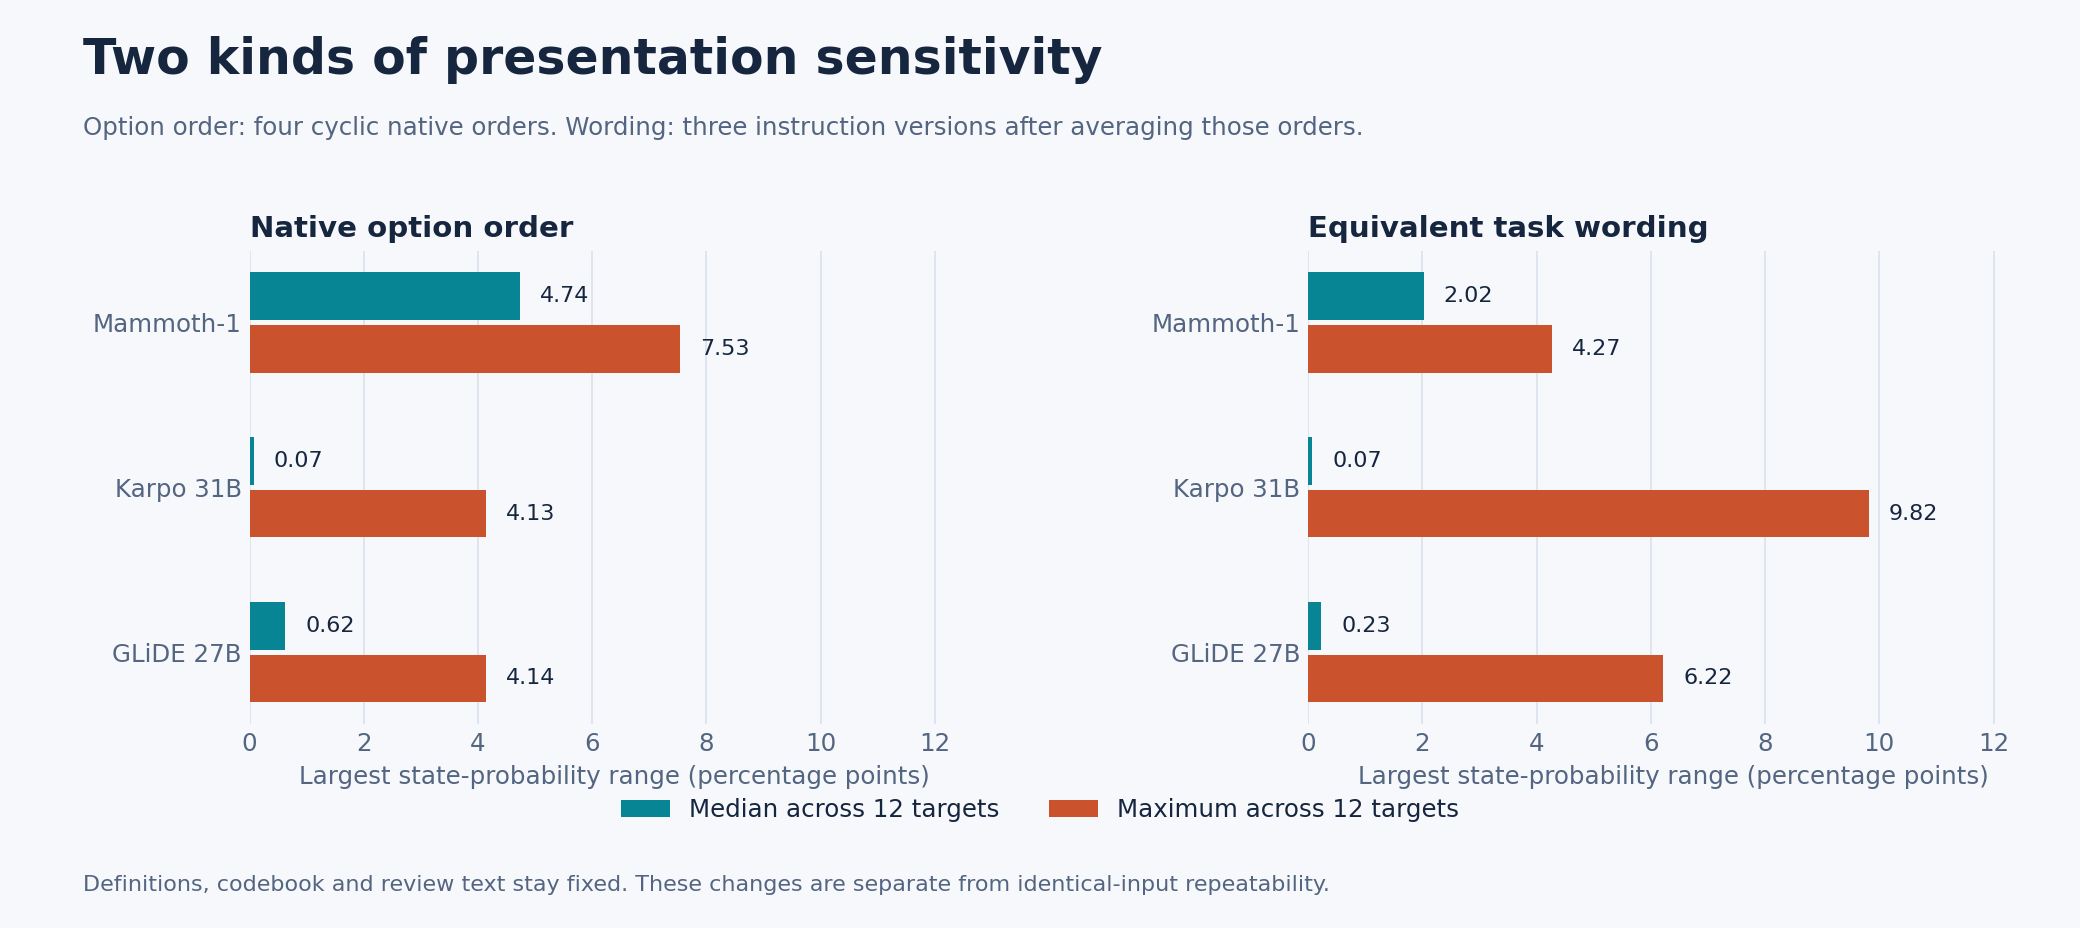 Two kinds of presentation sensitivity
Option order: four cyclic native orders. Wording: three instruction versions after averaging those orders.
Native option order
Mammoth-1
4.74
7.53
Karpo 31B
0.07
4.13
GLiDE 27B
0.62
4.14
0 2 4 6 8 10 12
Largest state-probability range (percentage points)
Equivalent task wording
Mammoth-1
2.02
4.27
Karpo 31B
0.07
9.82
GLiDE 27B
0.23
6.22
0 2 4 6 8 10 12
Largest state-probability range (percentage points)
Median across 12 targets
Maximum across 12 targets
Definitions, codebook and review text stay fixed. These changes are separate from identical-input repeatability.